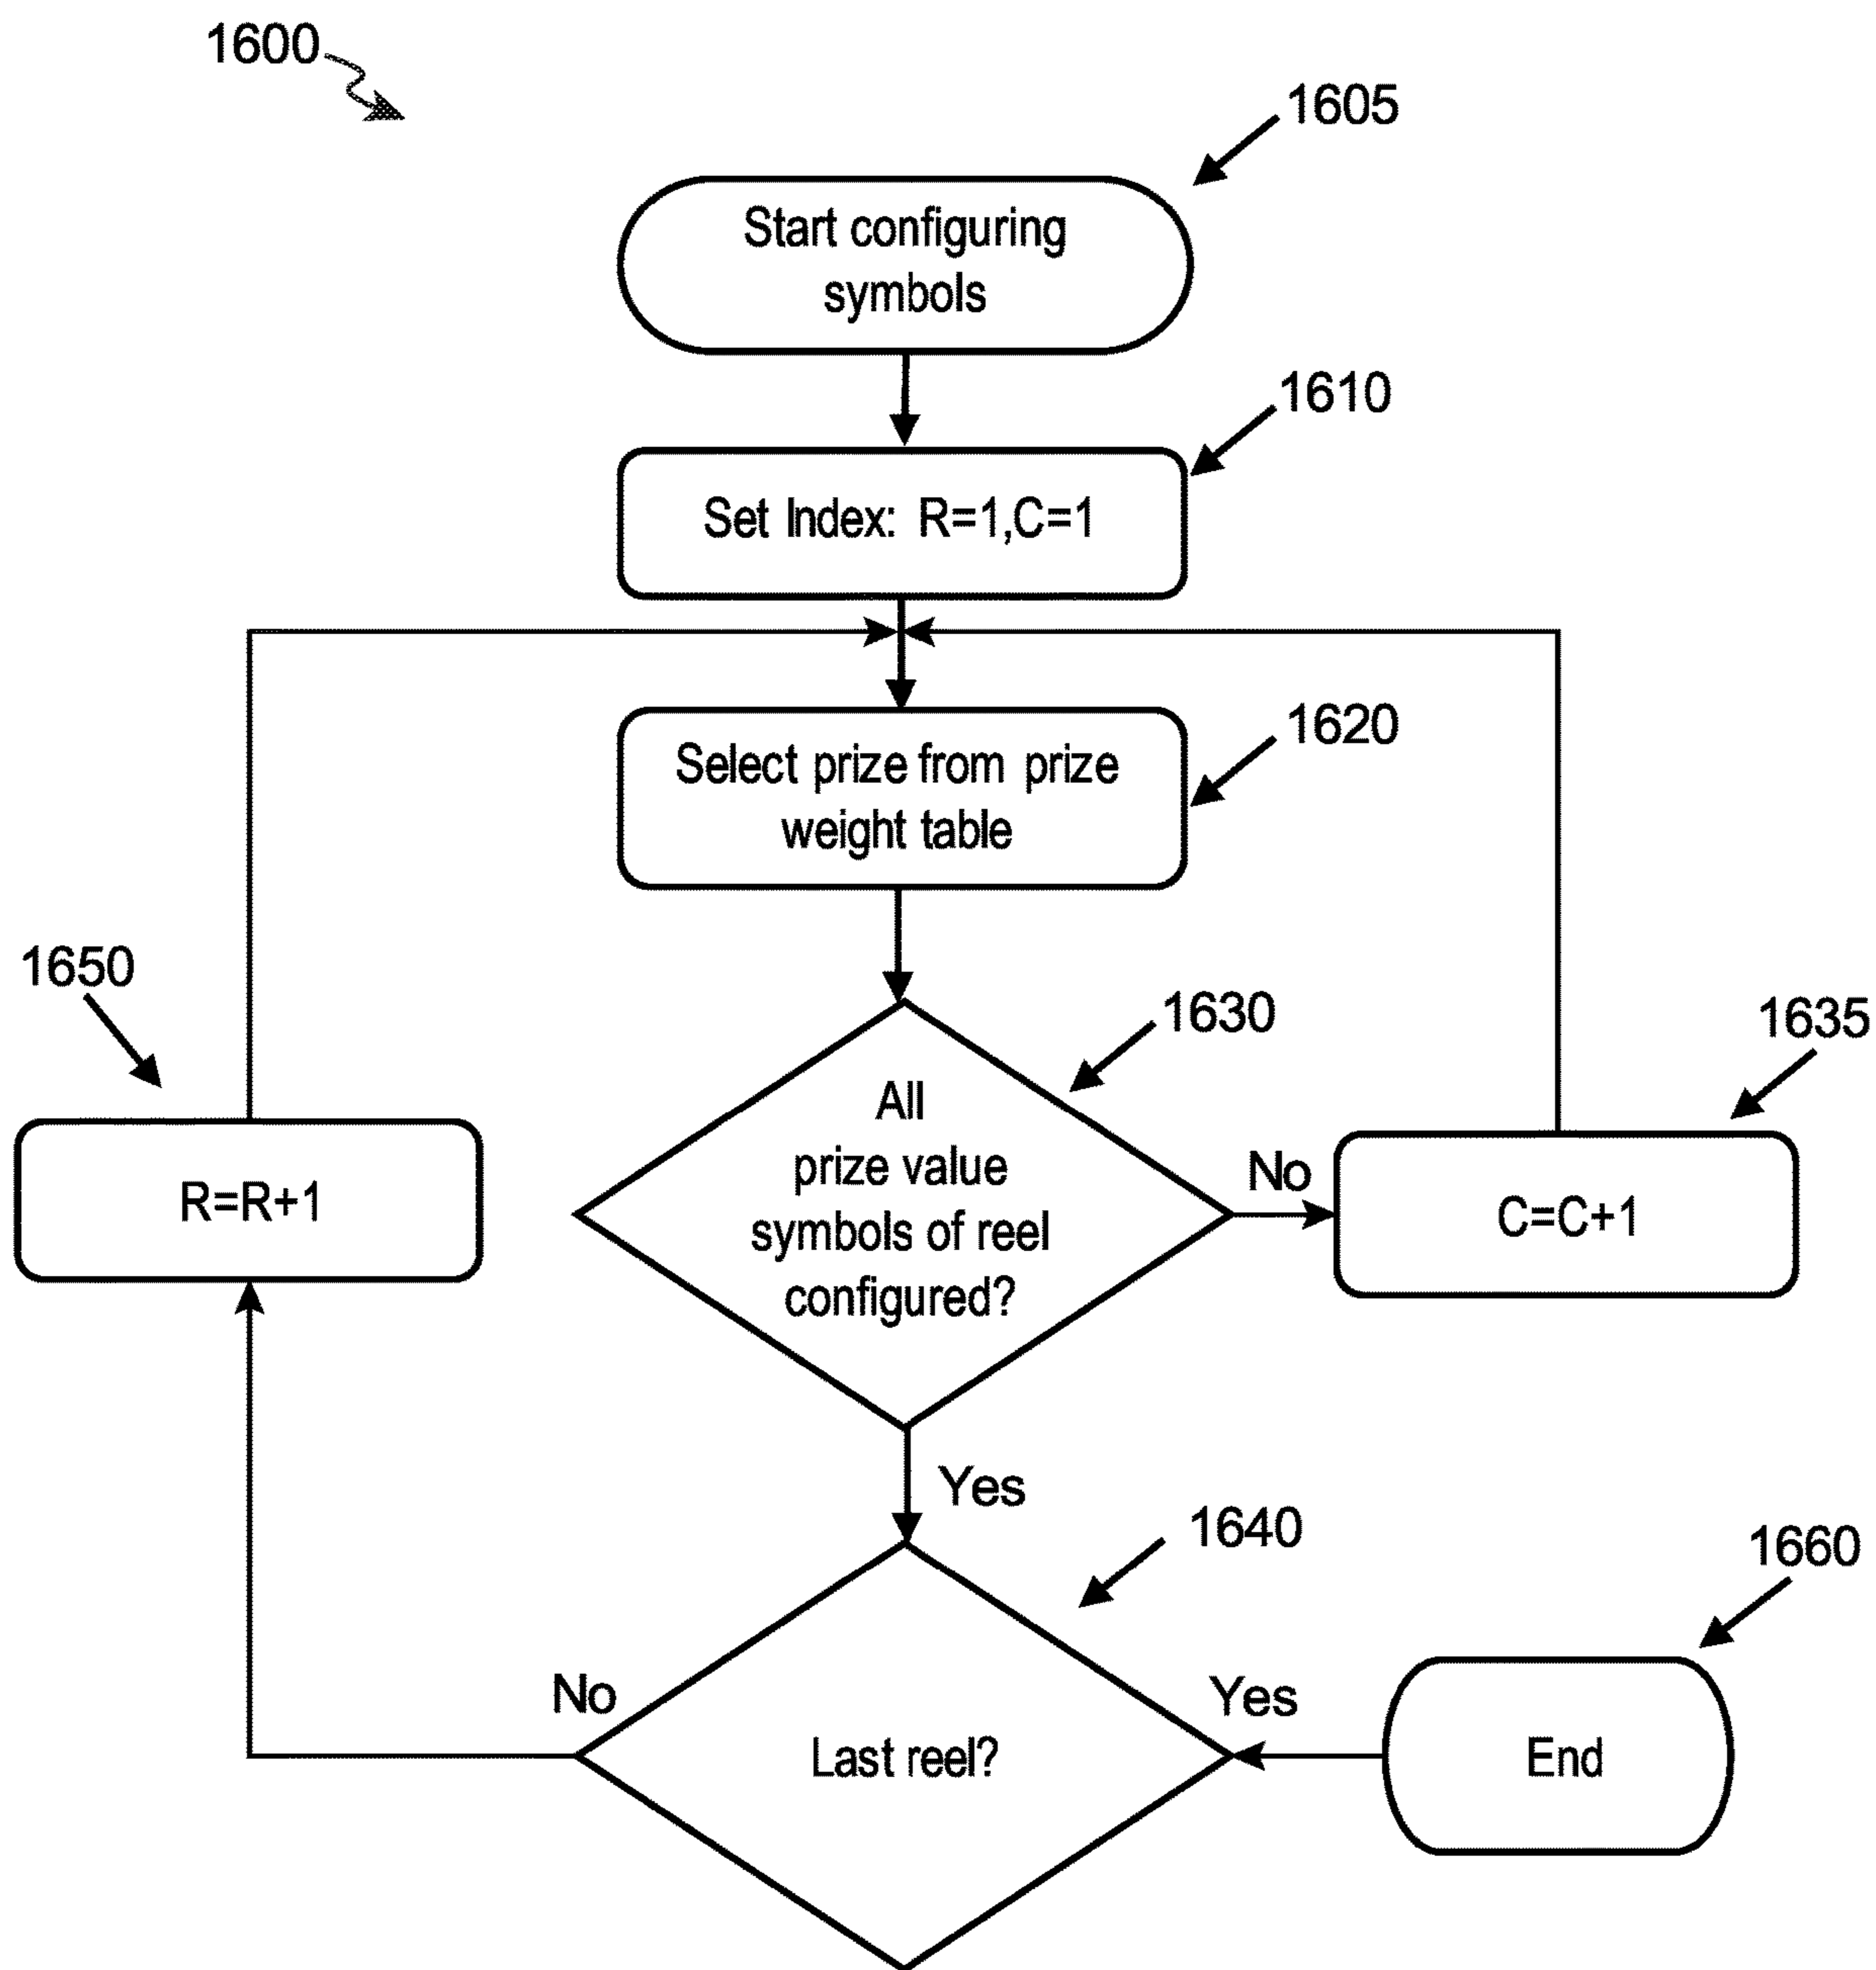 1600
1605
Start configuring
symbols
1610
Set Index: R=1,C=1
1620
Select prize from prize
weight table
1650
1630
1635
All
prize value
symbols of reel
configured?
No
R=R+1
C=C+1
Yes
1640
1660
No
Yes
Last reel?
End